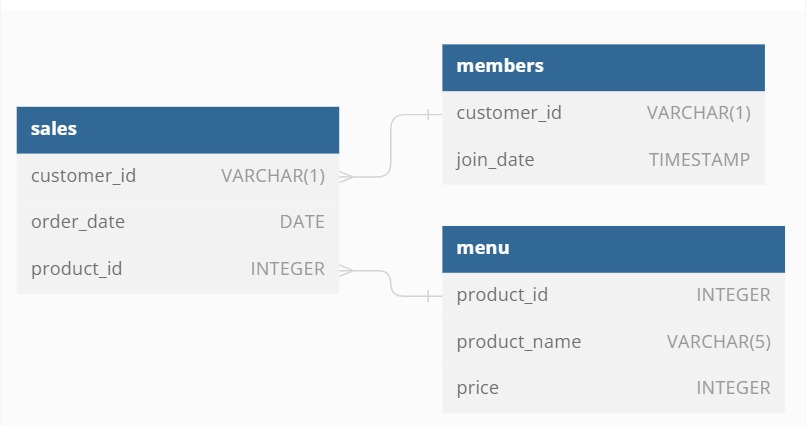 sales
customer_id VARCHAR(1)
order_date DATE
product_id INTEGER
members
customer_id VARCHAR(1)
join_date TIMESTAMP
menu
product_id INTEGER
product_name VARCHAR(5)
price INTEGER